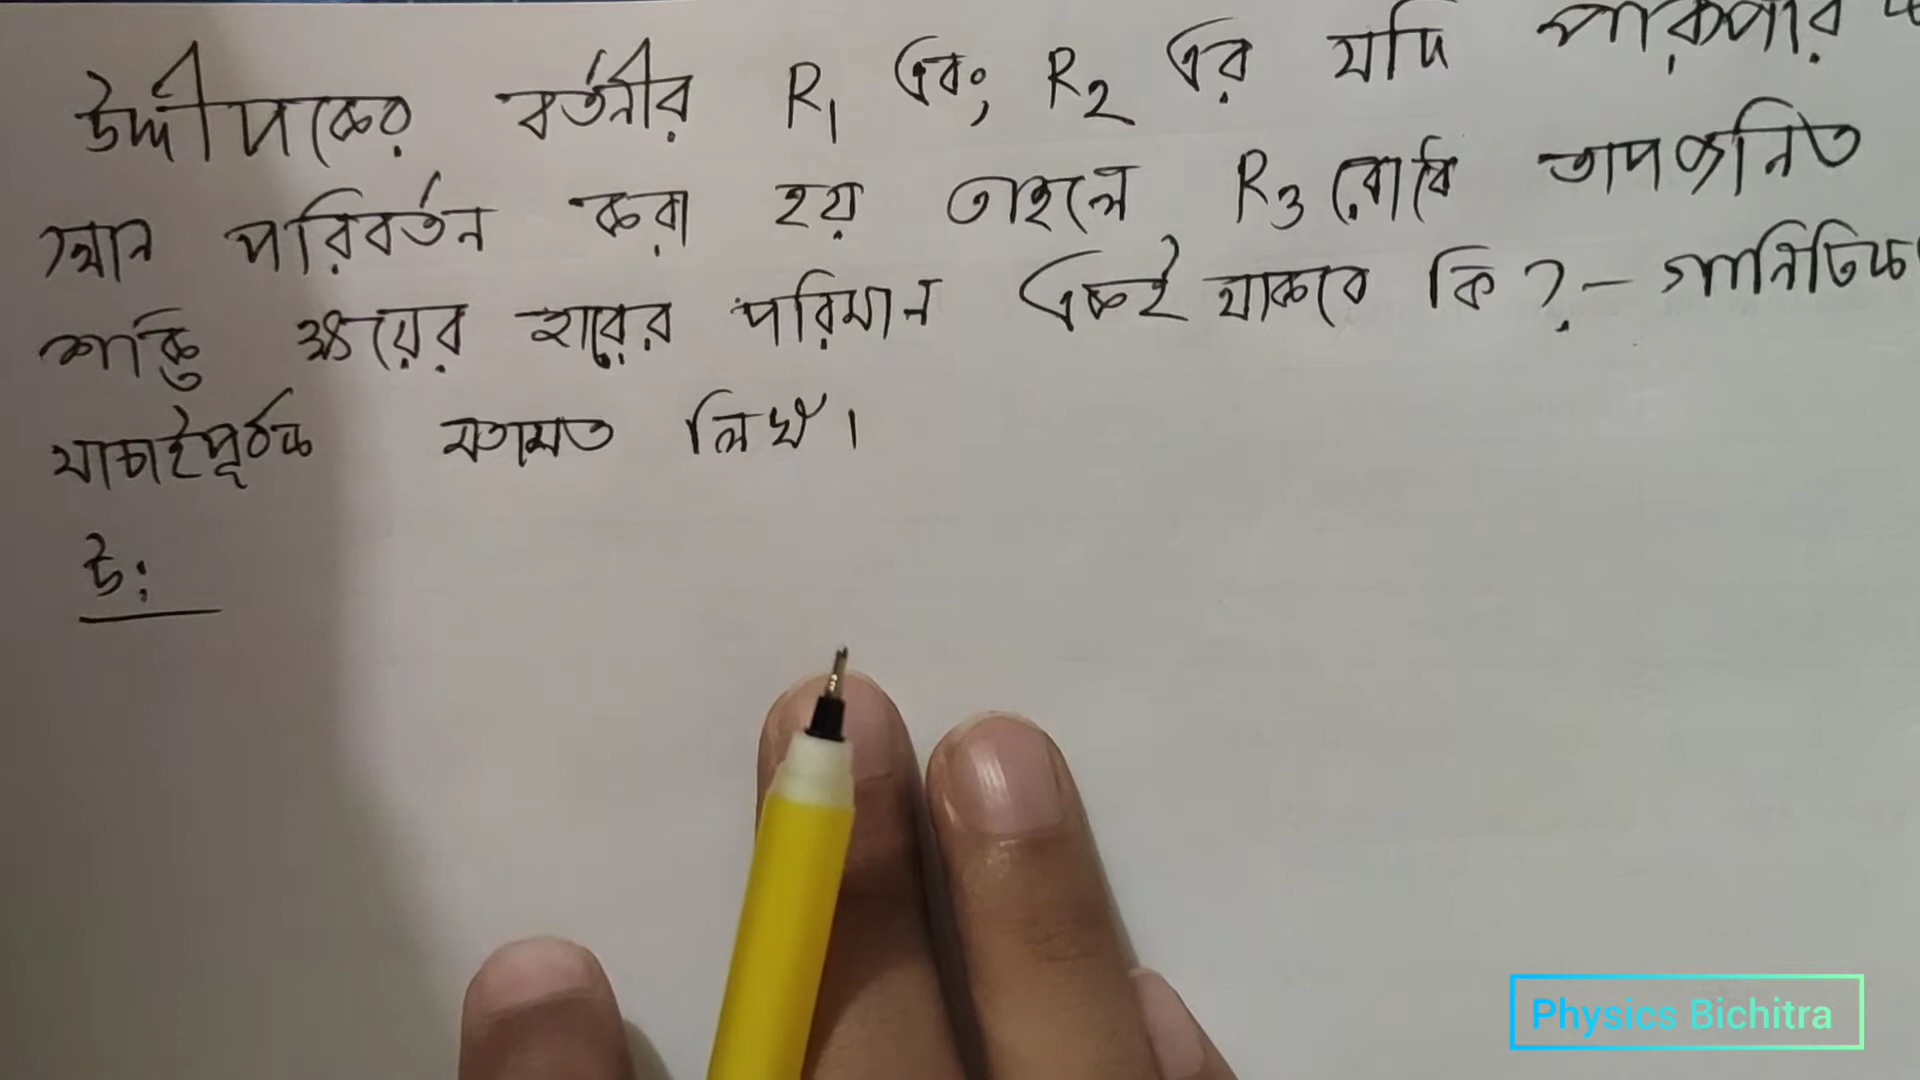 উদ্দীপকের বর্তনীর R₁ এবং R₂ এর যদি পারস্পার
স্থান পরিবর্তন করা হয় তাহলে R₃ রোধে তাপজনিত
শক্তি ক্ষয়ের হারের পরিমান একই থাকবে কি? - গানিতিক
যাচাইপূর্বক মতামত লিখ।
উ:
Physics Bichitra